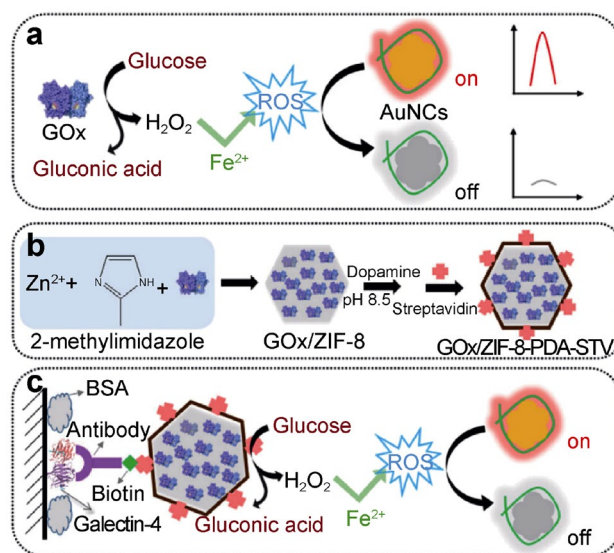 a
Glucose
GOx
H2O2
Gluconic acid
Fe2+
ROS
AuNCs
on
off
b
Zn2+ +
N
NH
+
2-methylimidazole
GOx/ZIF-8
Dopamine
pH 8.5
Streptavidin
GOx/ZIF-8-PDA-STV
c
BSA
Antibody
Biotin
Galectin-4
Glucose
H2O2
Gluconic acid
Fe2+
ROS
on
off